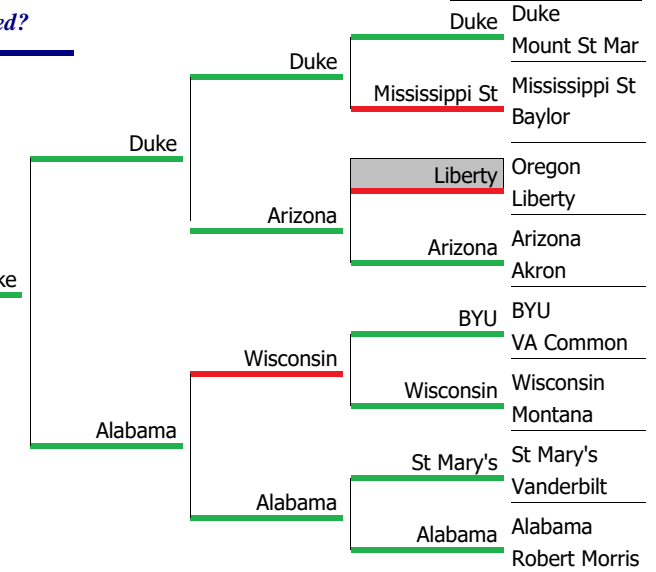 Duke
Mount St Mar
Mississippi St
Baylor
Oregon
Liberty
Arizona
Akron
BYU
VA Common
Wisconsin
Montana
St Mary's
Vanderbilt
Alabama
Robert Morris
Duke
Mississippi St
Liberty
Arizona
BYU
Wisconsin
St Mary's
Alabama
Duke
Arizona
Wisconsin
Alabama
Duke
Alabama
ke
ed?